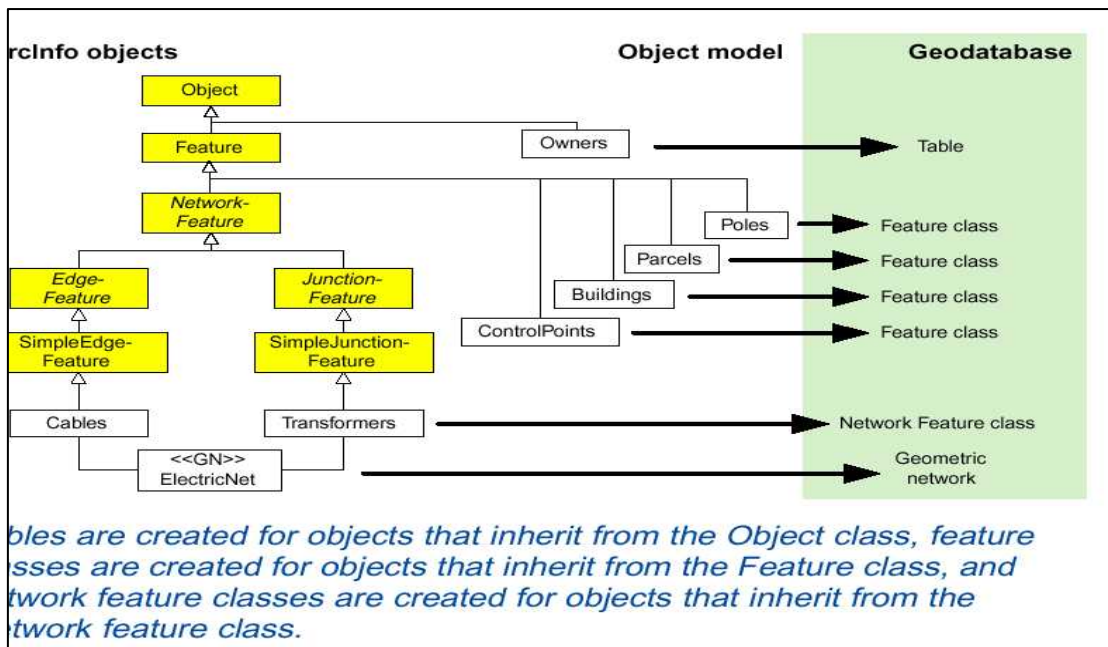 rcInfo objects
Object model
Geodatabase
Object
Feature
Owners
Table
Network-
Feature
Poles
Feature class
Parcels
Feature class
Edge-
Feature
Junction-
Feature
Buildings
Feature class
ControlPoints
Feature class
SimpleEdge-
Feature
SimpleJunction-
Feature
Cables
Transformers
Network Feature class
<<GN>>
ElectricNet
Geometric
network
bles are created for objects that inherit from the Object class, feature
asses are created for objects that inherit from the Feature class, and
twork feature classes are created for objects that inherit from the
etwork feature class.